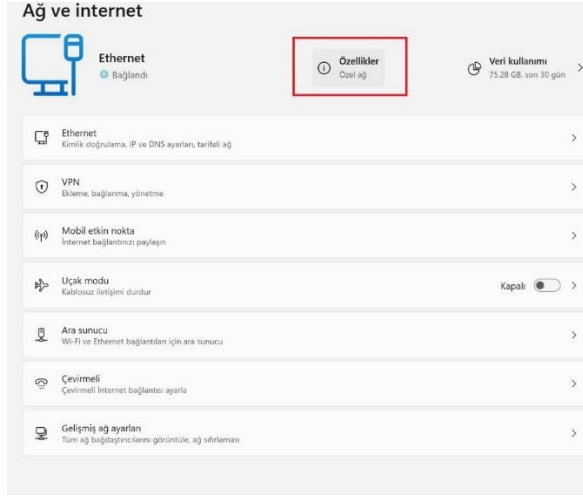 Ağ ve internet
Ethernet
Bağlandı
Özellikler
Özel ağ
Veri kullanımı
75.28 GB, son 30 gün
Ethernet
Kimlik doğrulama, IP ve DNS ayarları, tarifeli ağ
VPN
Ekleme, bağlanma, yönetme
Mobil etkin nokta
İnternet bağlantınızı paylaşın
Uçak modu
Kablosuz iletişimi durdur
Kapalı
Ara sunucu
Wi-Fi ve Ethernet bağlantıları için ara sunucu
Çevirmeli
Çevirmeli İnternet bağlantısı ayarla
Gelişmiş ağ ayarları
Tüm ağ bağdaştırıcılarını görüntüle, ağ sıfırlaması